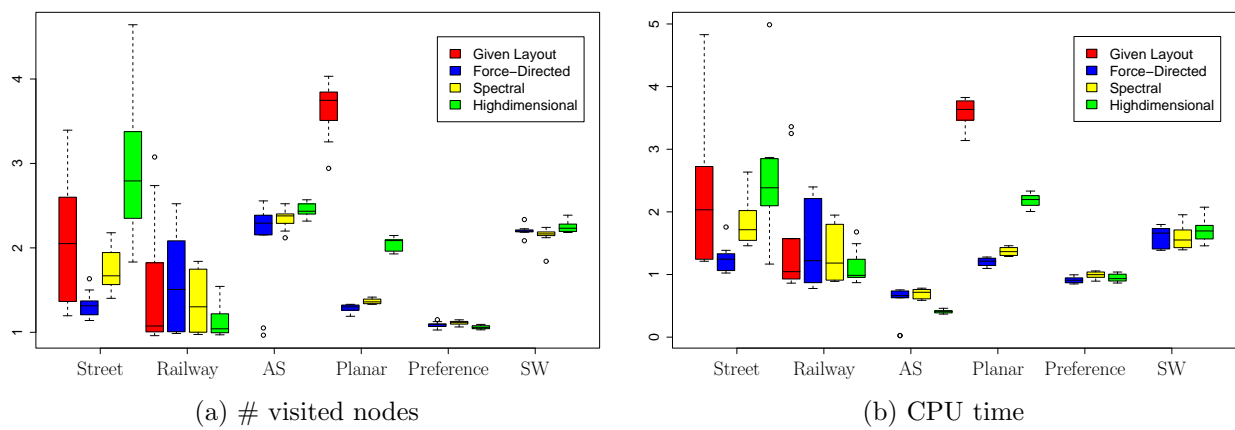 1 2 3 4
Given Layout
Force−Directed
Spectral
Highdimensional
Street Railway AS Planar Preference SW
(a) # visited nodes
0 1 2 3 4 5
Given Layout
Force−Directed
Spectral
Highdimensional
Street Railway AS Planar Preference SW
(b) CPU time